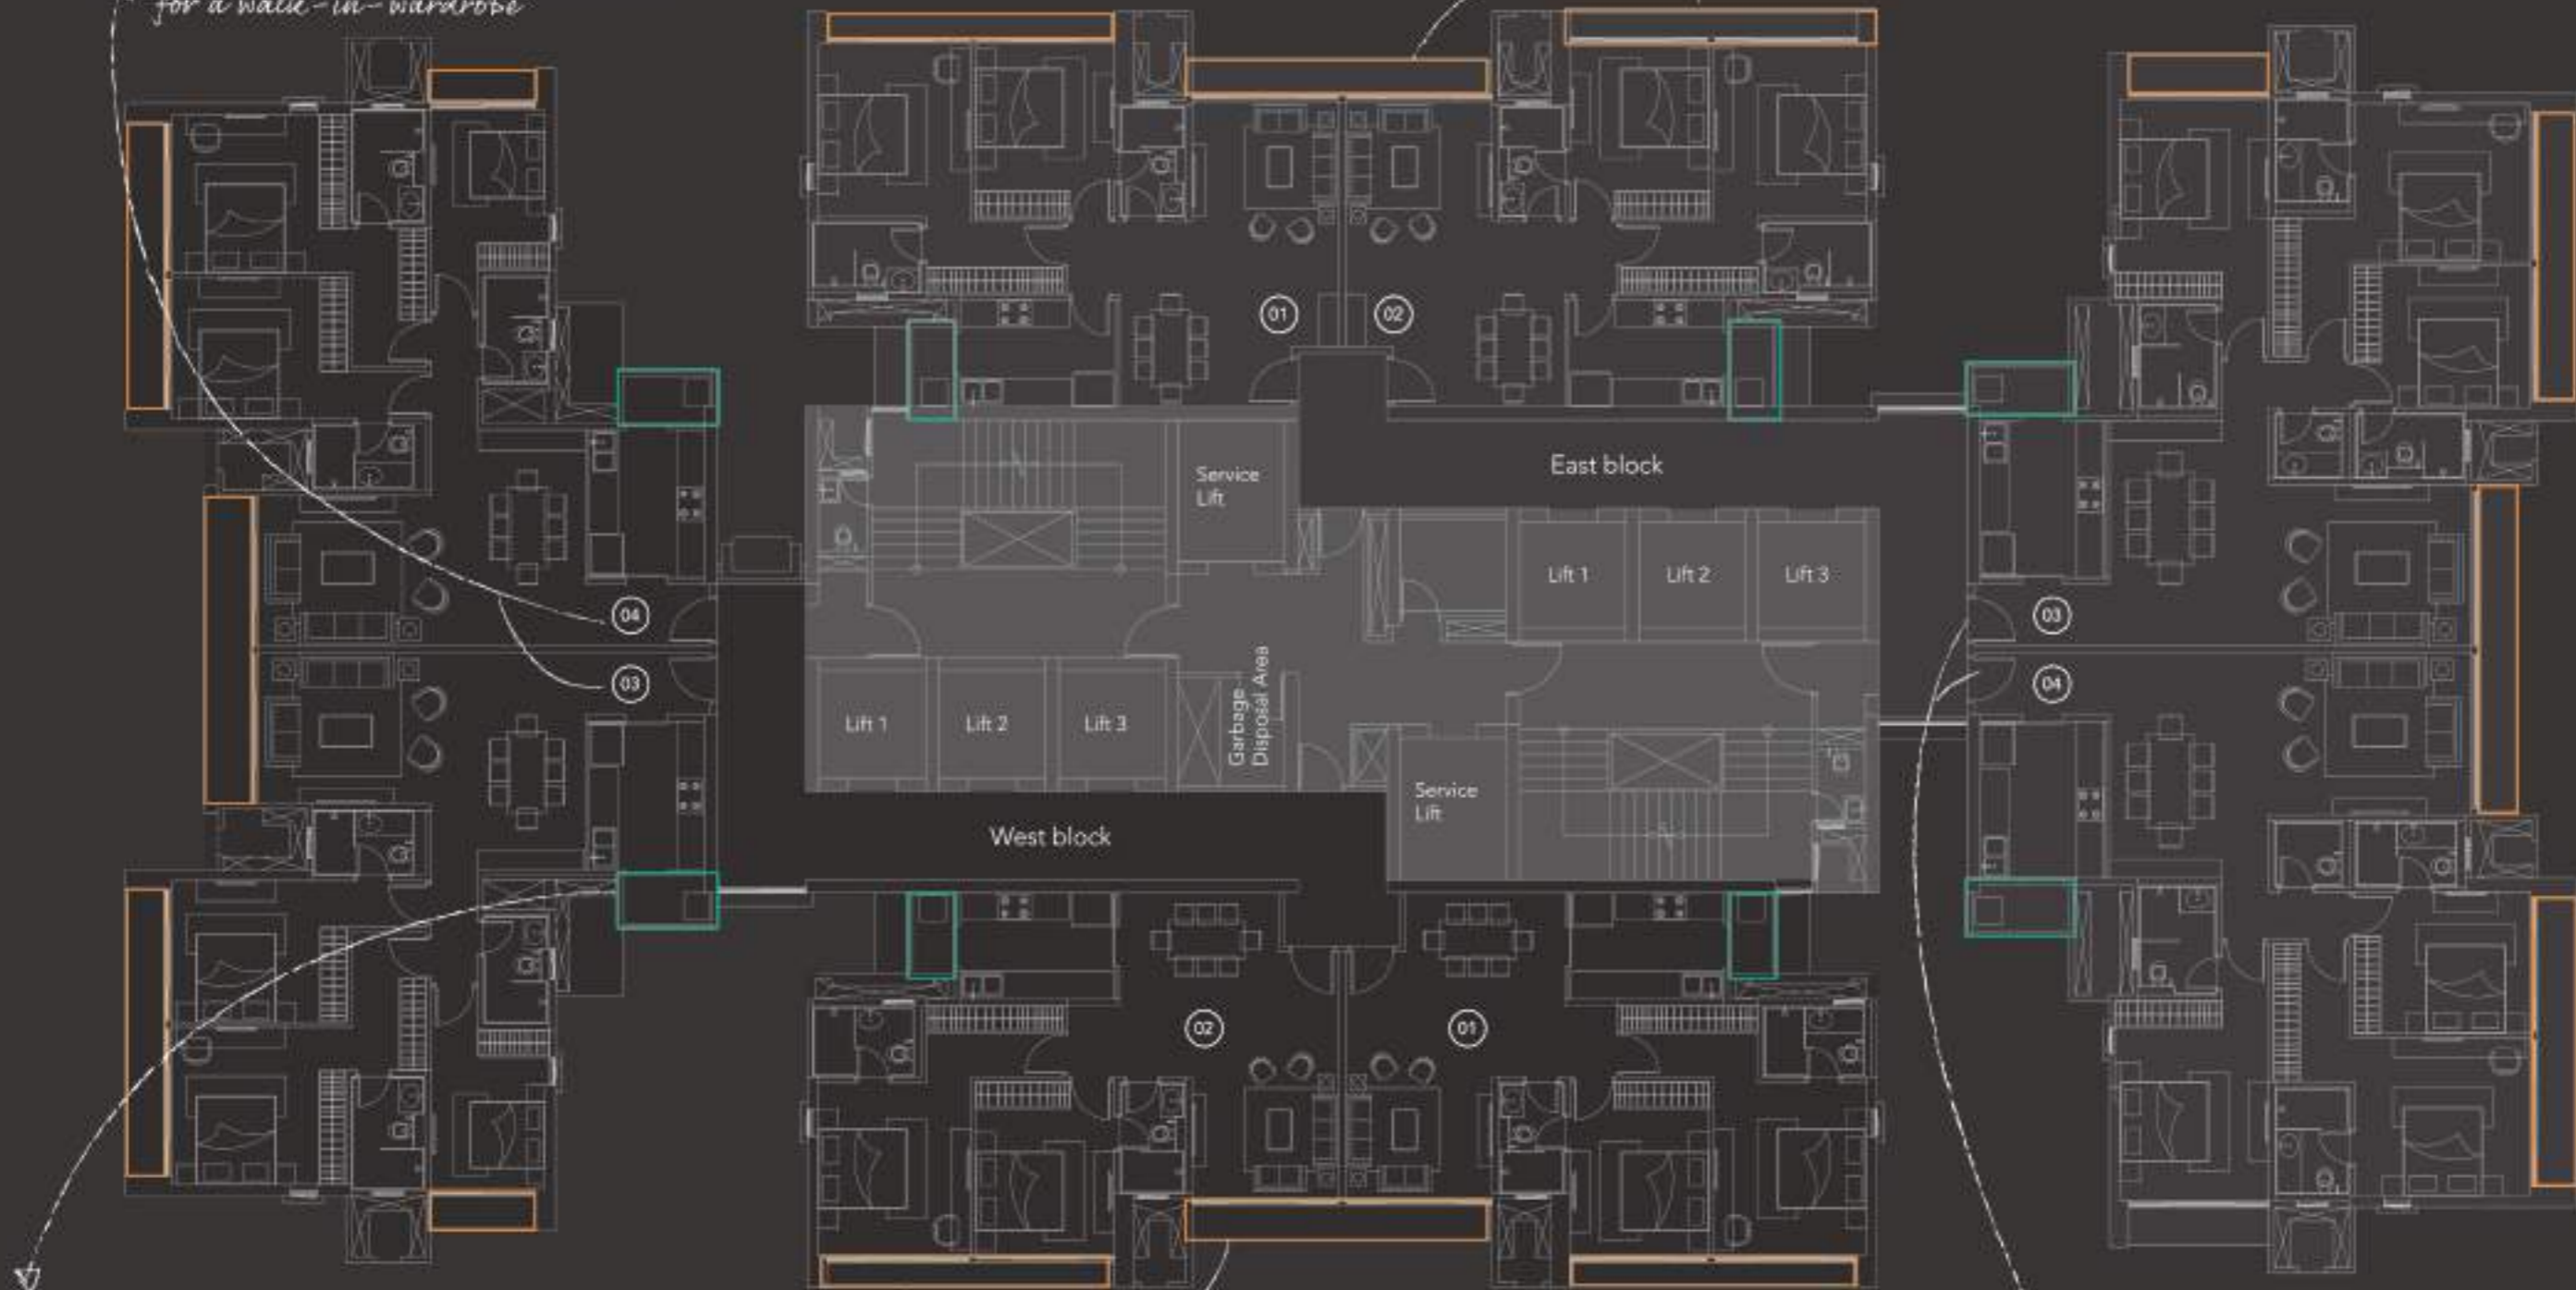 for a walk-in-wardrobe
01
02
East block
Service
Lift
Lift 1
Lift 2
Lift 3
04
03
03
04
Lift 1
Lift 2
Lift 3
Garbage
Disposal Area
Service
Lift
West block
02
01